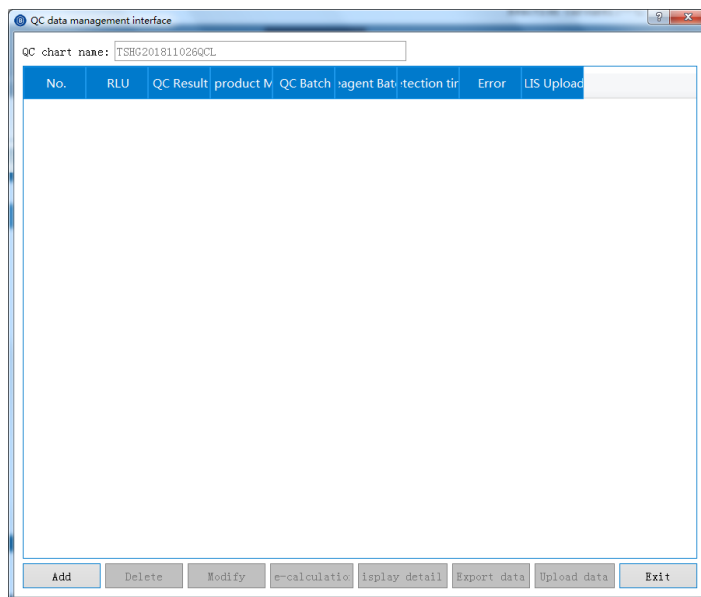 QC data management interface
QC chart name: TSHG201811026QCL
No. RLU QC Result product M QC Batch eagent Bat tection tir Error LIS Upload
Add Delete Modify e-calculatio isplay detail Export data Upload data Exit